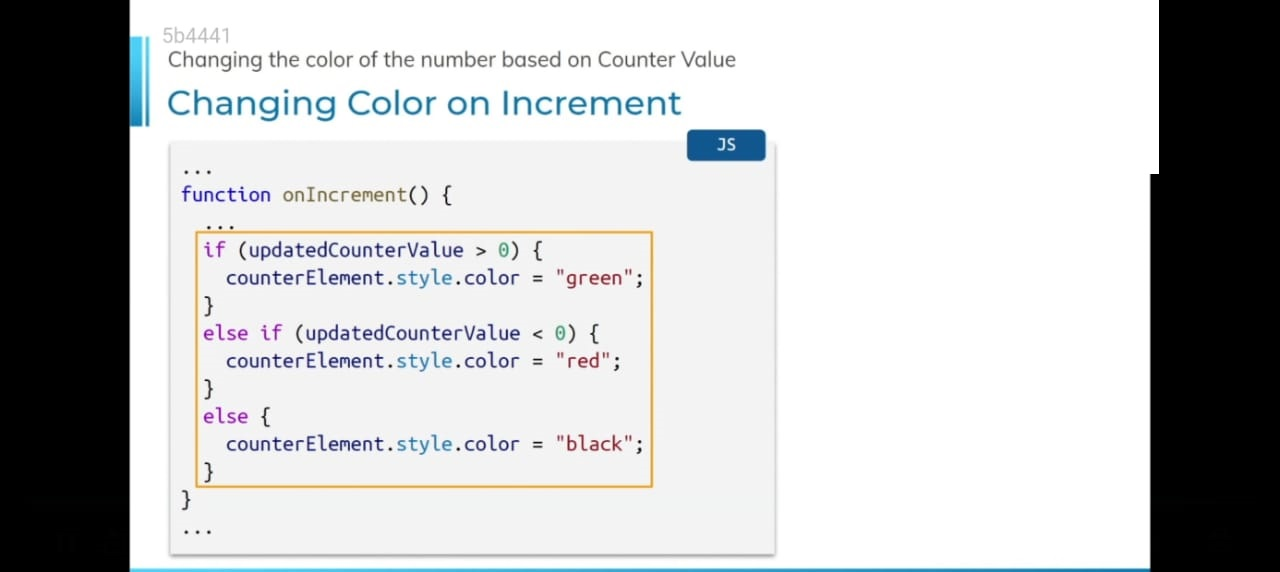 5b4441
Changing the color of the number based on Counter Value
Changing Color on Increment
JS
...
function onIncrement() {
...
if (updatedCounterValue > 0) {
counterElement.style.color = "green";
}
else if (updatedCounterValue < 0) {
counterElement.style.color = "red";
}
else {
counterElement.style.color = "black";
}
}
...